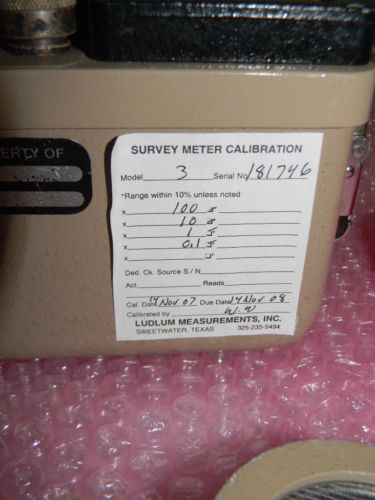 ERTY OF
SURVEY METER CALIBRATION
Model 3 Serial No 181746
*Range within 10% unless noted
x 100
x 10
x 1
x 0.1
x
Ded. Ck. Source S / N
Act. Reads
Cal. Date 14 Nov 07 Due Date 14 Nov 08
Calibrated by W.W
LUDLUM MEASUREMENTS, INC.
SWEETWATER, TEXAS 325-235-5494